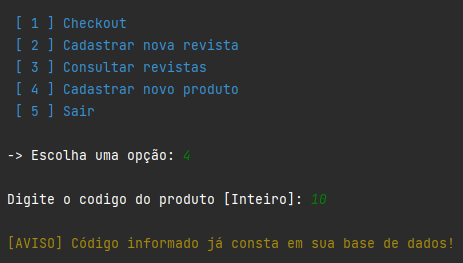 [ 1 ] Checkout
[ 2 ] Cadastrar nova revista
[ 3 ] Consultar revistas
[ 4 ] Cadastrar novo produto
[ 5 ] Sair
-> Escolha uma opção: 4
Digite o codigo do produto [Inteiro]: 10
[AVISO] Código informado já consta em sua base de dados!